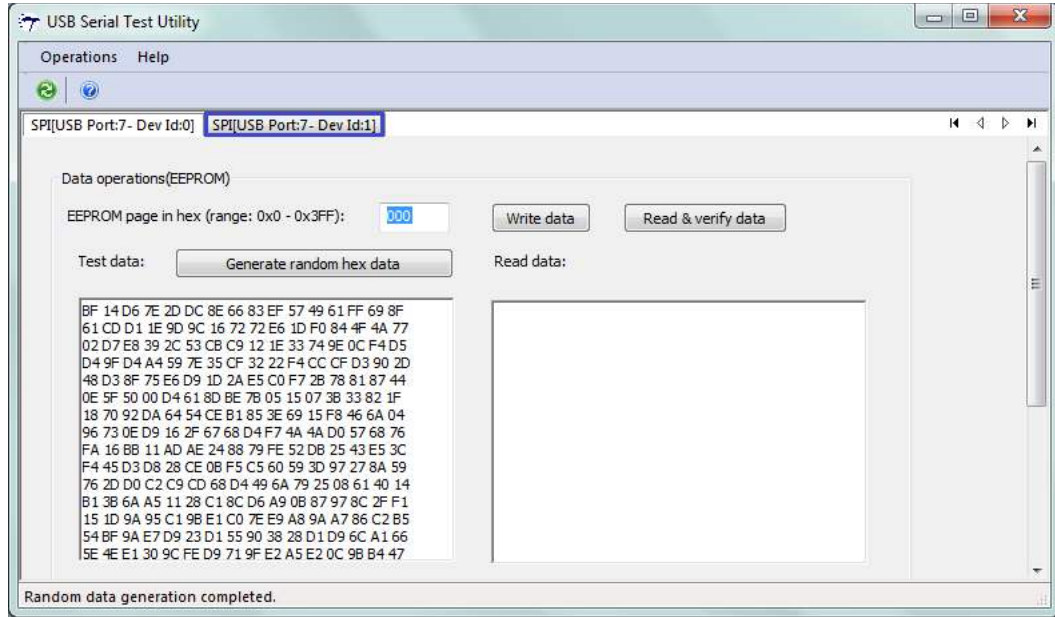 USB Serial Test Utility
Operations Help
SPI[USB Port:7- Dev Id:0] SPI[USB Port:7- Dev Id:1]
Data operations(EEPROM)
EEPROM page in hex (range: 0x0 - 0x3FF): 000 Write data Read & verify data
Test data: Generate random hex data Read data:
BF 14 D6 7E 2D DC 8E 66 83 EF 57 49 61 FF 69 8F
61 CD D1 1E 9D 9C 16 72 72 E6 1D F0 84 4F 4A 77
02 D7 E8 39 2C 53 CB C9 12 1E 33 74 9E 0C F4 D5
D4 9F D4 A4 59 7E 35 CF 32 22 F4 CC CF D3 90 2D
48 D3 8F 75 E6 D9 1D 2A E5 C0 F7 2B 78 81 87 44
0E 5F 50 00 D4 61 8D BE 7B 05 15 07 3B 33 82 1F
18 70 92 DA 64 54 CE B1 85 3E 69 15 F8 46 6A 04
96 73 0E D9 16 2F 67 68 D4 F7 4A 4A D0 57 68 76
FA 16 BB 11 AD AE 24 88 79 FE 52 DB 25 43 E5 3C
F4 45 D3 D8 28 CE 0B F5 C5 60 59 3D 97 27 8A 59
76 2D D0 C2 C9 CD 68 D4 49 6A 79 25 08 61 40 14
B1 3B 6A A5 11 28 C1 8C D6 A9 0B 87 97 8C 2F F1
15 1D 9A 95 C1 9B E1 C0 7E E9 A8 9A A7 86 C2 B5
54 BF 9A E7 D9 23 D1 55 90 38 28 D1 D9 6C A1 66
5E 4E E1 30 9C FE D9 71 9F E2 A5 E2 0C 9B B4 47
Random data generation completed.